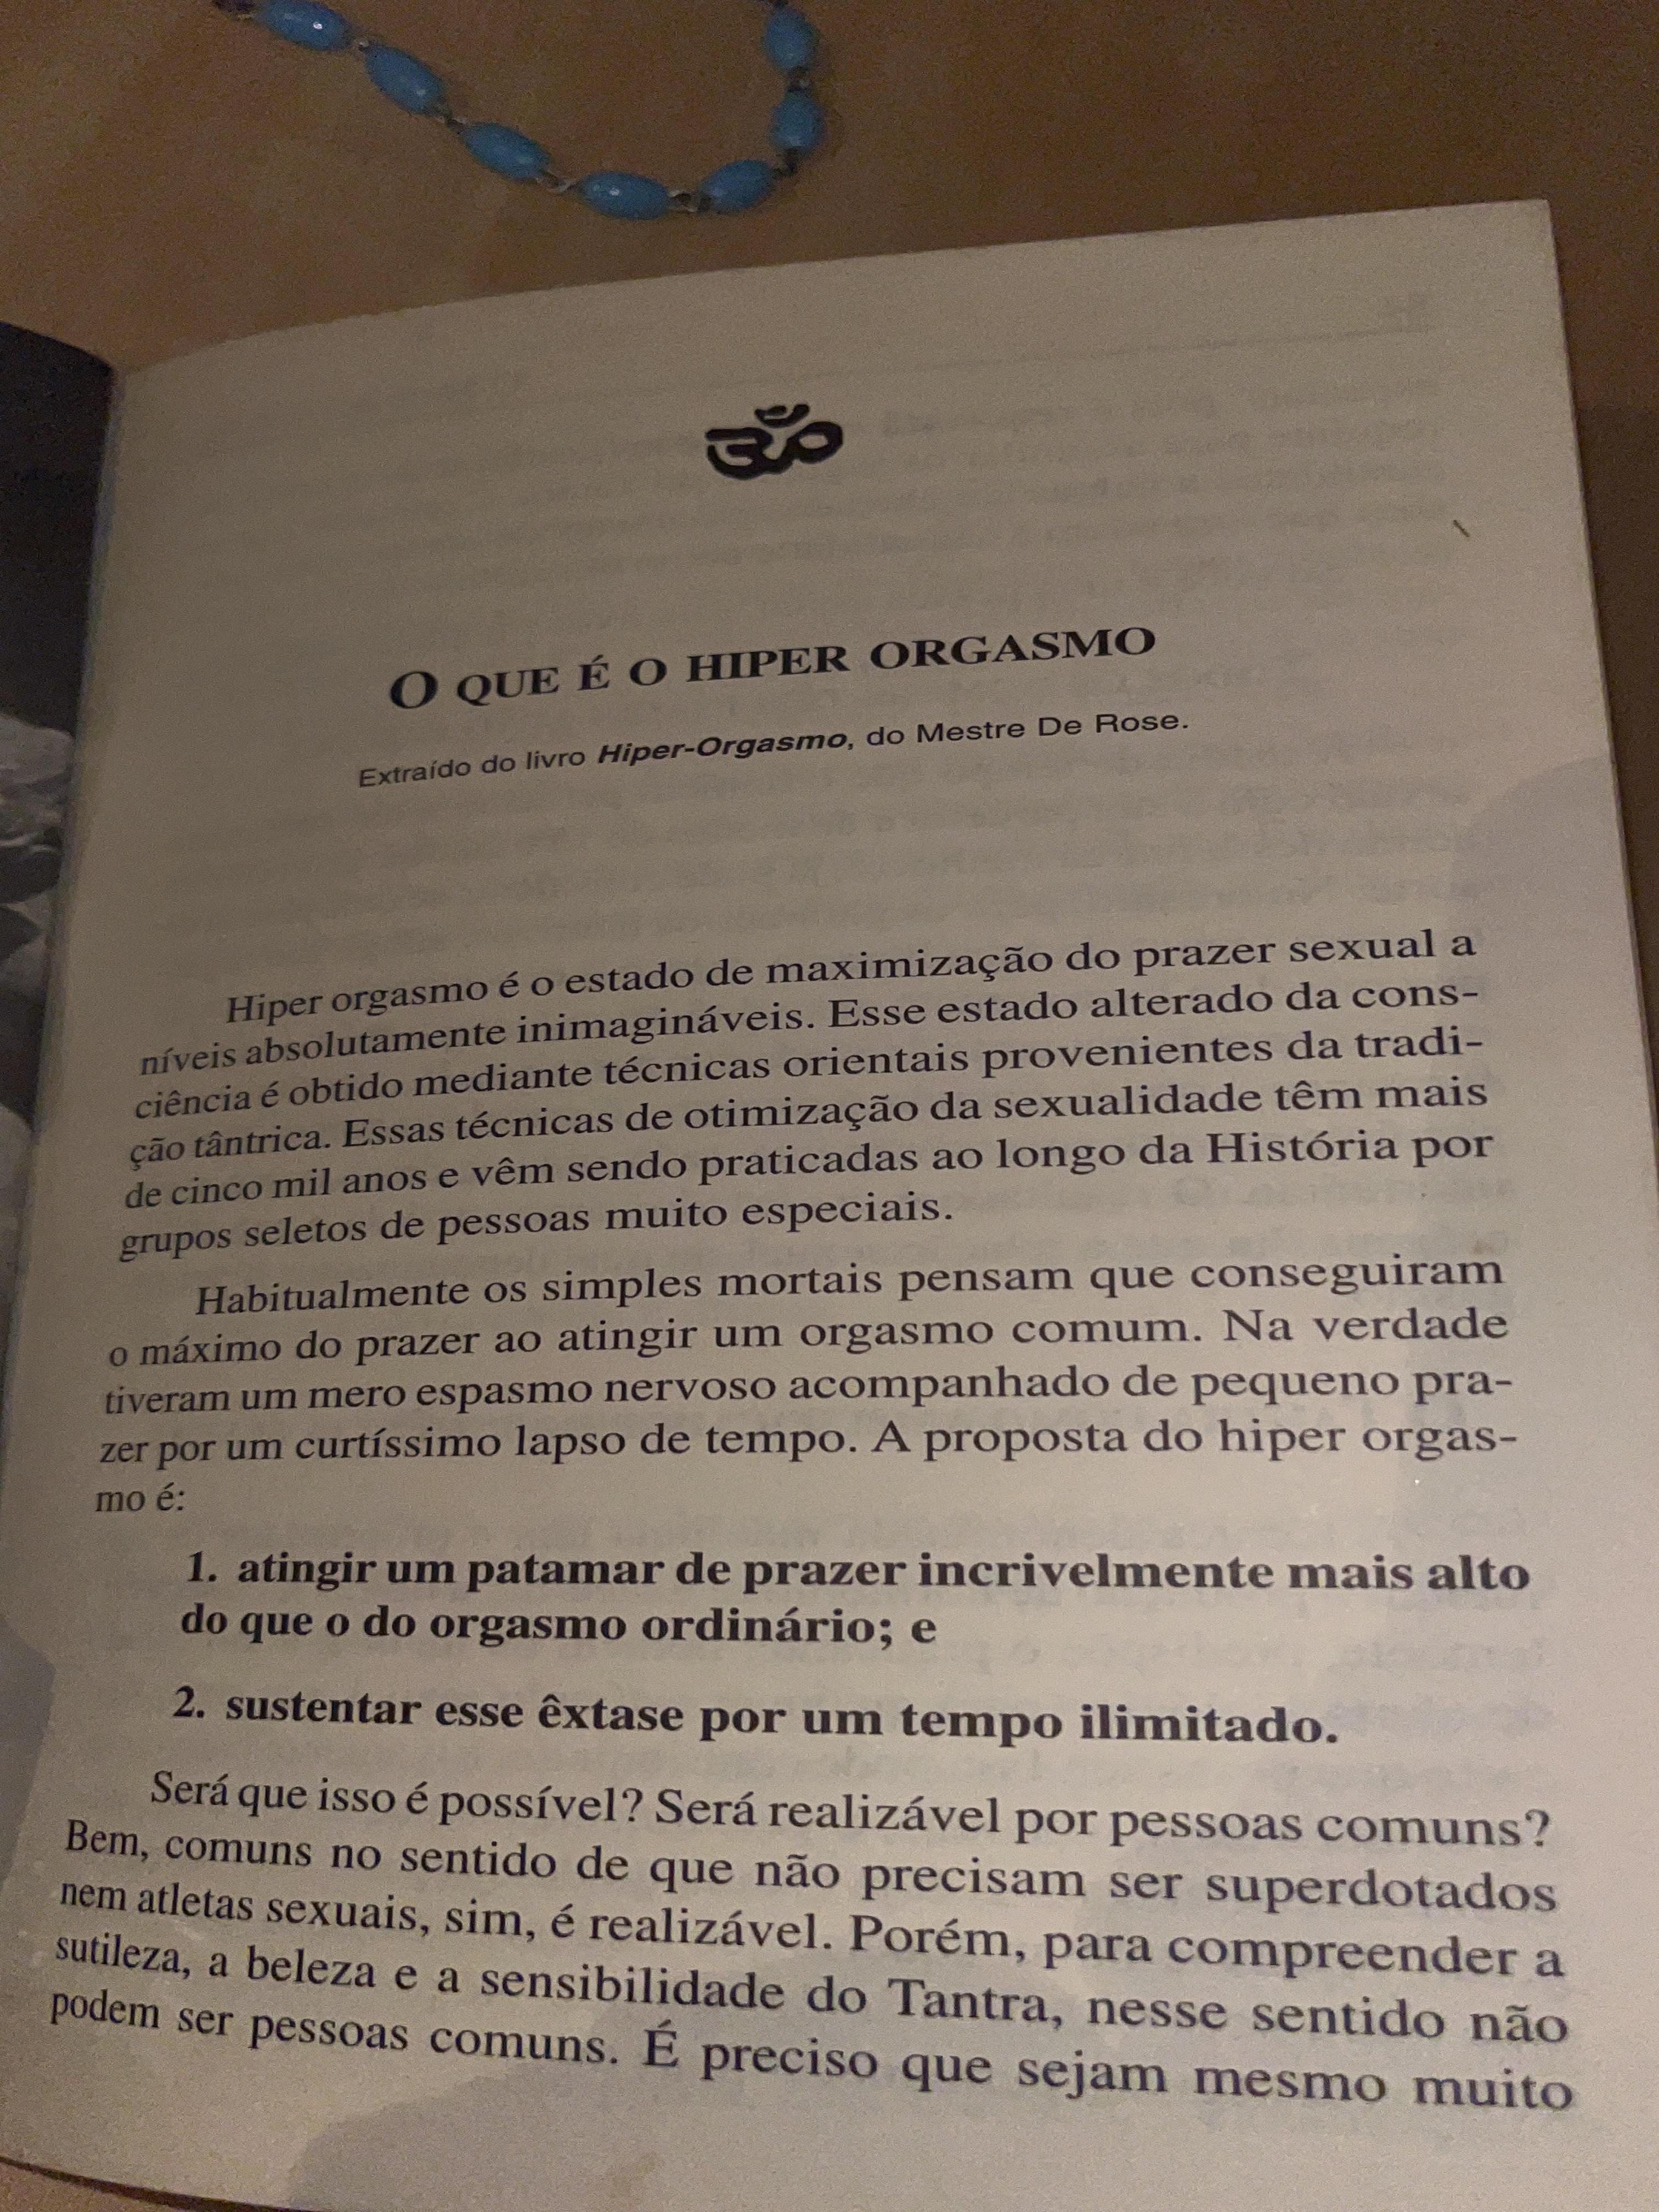 ॐ
O QUE É O HIPER ORGASMO
Extraído do livro Hiper-Orgasmo, do Mestre De Rose.
Hiper orgasmo é o estado de maximização do prazer sexual a
níveis absolutamente inimagináveis. Esse estado alterado da cons-
ciência é obtido mediante técnicas orientais provenientes da tradi-
ção tântrica. Essas técnicas de otimização da sexualidade têm mais
de cinco mil anos e vêm sendo praticadas ao longo da História por
grupos seletos de pessoas muito especiais.
Habitualmente os simples mortais pensam que conseguiram
o máximo do prazer ao atingir um orgasmo comum. Na verdade
tiveram um mero espasmo nervoso acompanhado de pequeno pra-
zer por um curtíssimo lapso de tempo. A proposta do hiper orgas-
mo é:
1. atingir um patamar de prazer incrivelmente mais alto
do que o do orgasmo ordinário; e
2. sustentar esse êxtase por um tempo ilimitado.
Será que isso é possível? Será realizável por pessoas comuns?
Bem, comuns no sentido de que não precisam ser superdotados
nem atletas sexuais, sim, é realizável. Porém, para compreender a
sutileza, a beleza e a sensibilidade do Tantra, nesse sentido não
podem ser pessoas comuns. É preciso que sejam mesmo muito